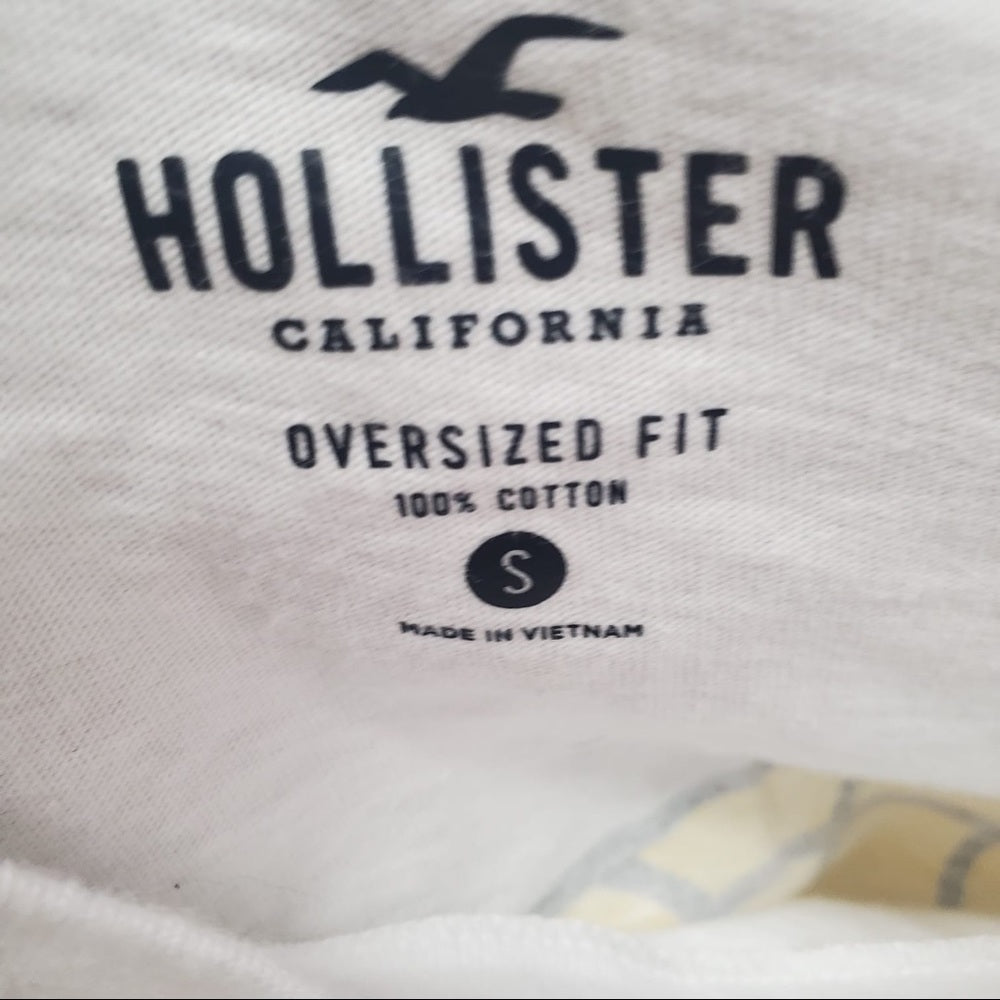 HOLLISTER
CALIFORNIA
OVERSIZED FIT
100% COTTON
S
MADE IN VIETNAM